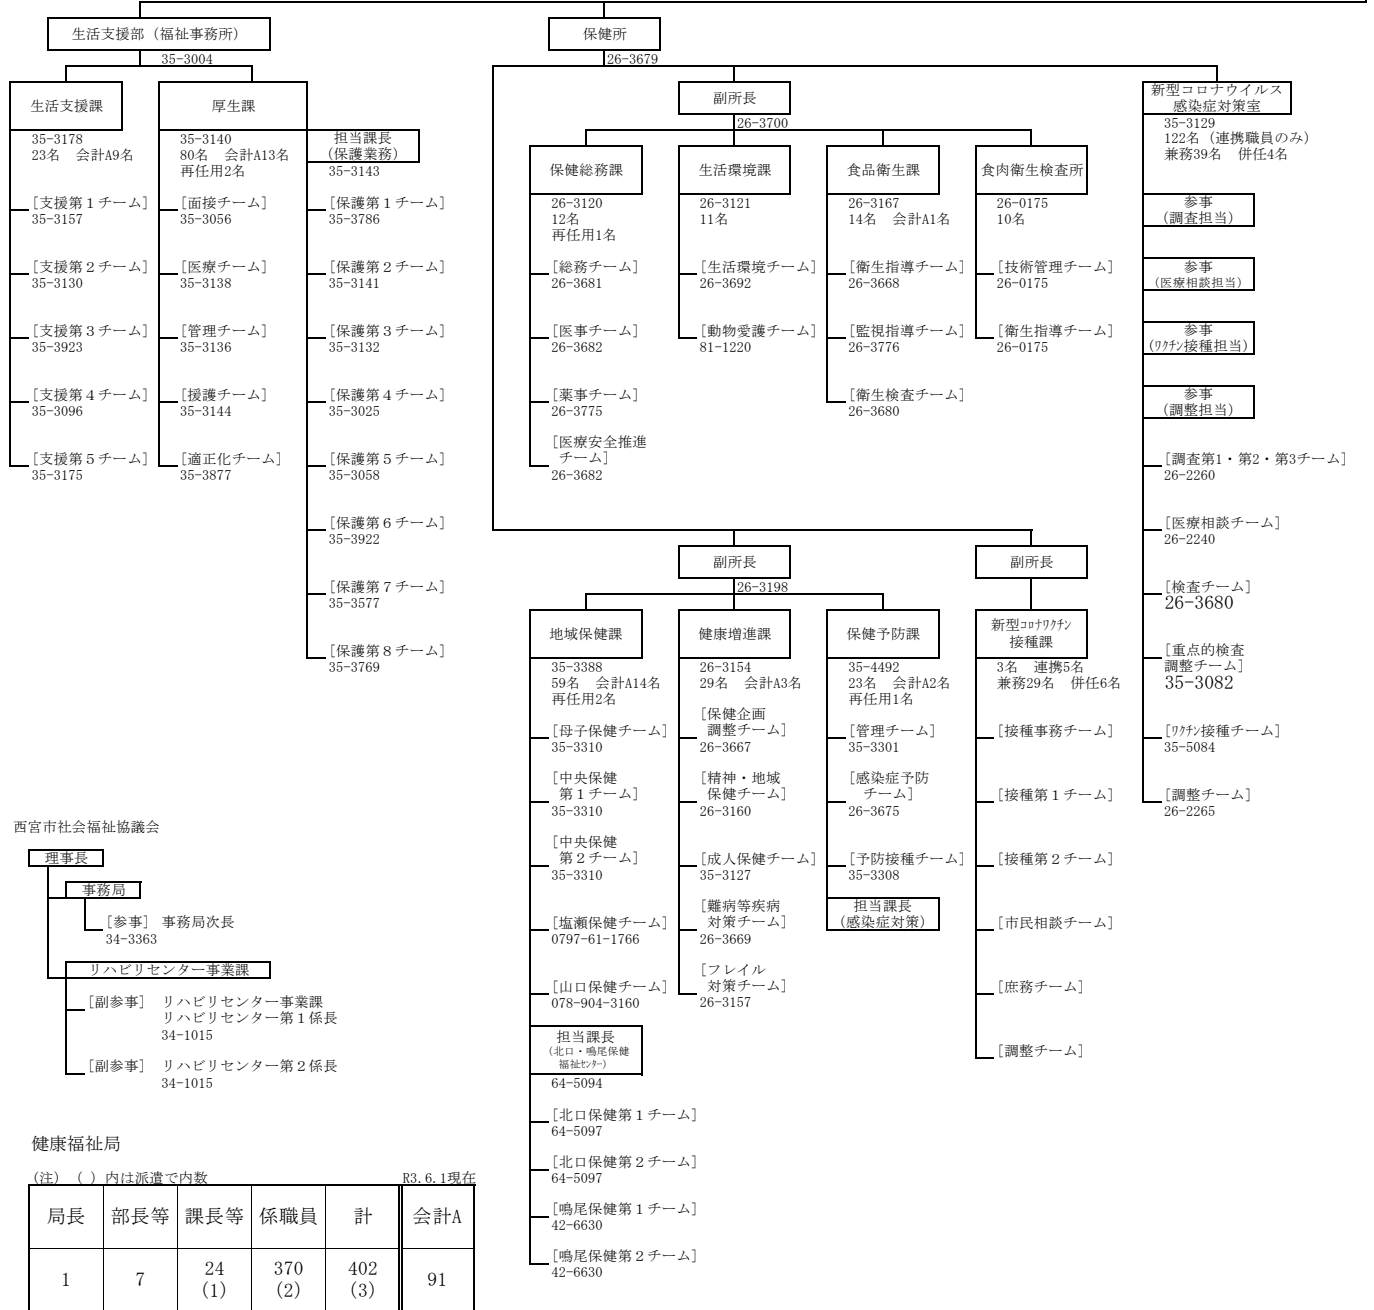 生活支援部（福祉事務所）
35-3004
生活支援課
35-3178
23名　会計A9名
[支援第１チーム]
35-3157
[支援第２チーム]
35-3130
[支援第３チーム]
35-3923
[支援第４チーム]
35-3096
[支援第５チーム]
35-3175
厚生課
35-3140
80名　会計A13名
再任用2名
[面接チーム]
35-3056
[医療チーム]
35-3138
[管理チーム]
35-3136
[援護チーム]
35-3144
[適正化チーム]
35-3877
担当課長
（保護業務）
35-3143
[保護第１チーム]
35-3786
[保護第２チーム]
35-3141
[保護第３チーム]
35-3132
[保護第４チーム]
35-3025
[保護第５チーム]
35-3058
[保護第６チーム]
35-3922
[保護第７チーム]
35-3577
[保護第８チーム]
35-3769
保健所
26-3679
副所長
26-3700
保健総務課
26-3120
12名
再任用1名
[総務チーム]
26-3681
[医事チーム]
26-3682
[薬事チーム]
26-3775
[医療安全推進
チーム]
26-3682
生活環境課
26-3121
11名
[生活環境チーム]
26-3692
[動物愛護チーム]
81-1220
食品衛生課
26-3167
14名　会計A1名
[衛生指導チーム]
26-3668
[監視指導チーム]
26-3776
[衛生検査チーム]
26-3680
食肉衛生検査所
26-0175
10名
[技術管理チーム]
26-0175
[衛生指導チーム]
26-0175
新型コロナウイルス
感染症対策室
35-3129
122名（連携職員のみ）
兼務39名　併任4名
参事
（調査担当）
参事
（医療相談担当）
参事
（ﾜｸﾁﾝ接種担当）
参事
（調整担当）
[調査第1・第2・第3チーム]
26-2260
[医療相談チーム]
26-2240
[検査チーム]
26-3680
[重点的検査
調整チーム]
35-3082
[ﾜｸﾁﾝ接種チーム]
35-5084
[調整チーム]
26-2265
副所長
26-3198
地域保健課
35-3388
59名　会計A14名
再任用2名
[母子保健チーム]
35-3310
[中央保健
第１チーム]
35-3310
[中央保健
第２チーム]
35-3310
[塩瀬保健チーム]
0797-61-1766
[山口保健チーム]
078-904-3160
担当課長
（北口・鳴尾保健
福祉ｾﾝﾀｰ）
64-5094
[北口保健第１チーム]
64-5097
[北口保健第２チーム]
64-5097
[鳴尾保健第１チーム]
42-6630
[鳴尾保健第２チーム]
42-6630
健康増進課
26-3154
29名　会計A3名
[保健企画
調整チーム]
26-3667
[精神・地域
保健チーム]
26-3160
[成人保健チーム]
35-3127
[難病等疾病
対策チーム]
26-3669
[フレイル
対策チーム]
26-3157
保健予防課
35-4492
23名　会計A2名
再任用1名
[管理チーム]
35-3301
[感染症予防
チーム]
26-3675
[予防接種チーム]
35-3308
担当課長
（感染症対策）
副所長
新型ｺﾛﾅﾜｸﾁﾝ
接種課
3名　連携5名
兼務29名　併任6名
[接種事務チーム]
[接種第１チーム]
[接種第２チーム]
[市民相談チーム]
[庶務チーム]
[調整チーム]
西宮市社会福祉協議会
理事長
事務局
[参事]　事務局次長
34-3363
リハビリセンター事業課
[副参事]　リハビリセンター事業課
リハビリセンター第１係長
34-1015
[副参事]　リハビリセンター第２係長
34-1015
健康福祉局
(注）（ ）内は派遣で内数　R3.6.1現在
局長　部長等　課長等　係職員　計　会計A
1　7　24　370　402　91
(1)　(2)　(3)